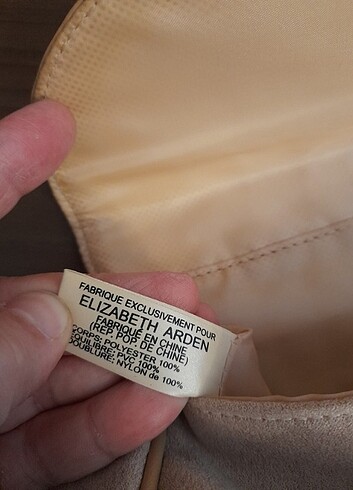 FABRIQUE EXCLUSIVEMENT POUR
ELIZABETH ARDEN
FABRIQUE EN CHINE
(REP. POP. DE CHINE)
CORPS: POLYESTER 100%
EQUILIBRES; PVC 100%
DOUBLURE; NYLON de 100%